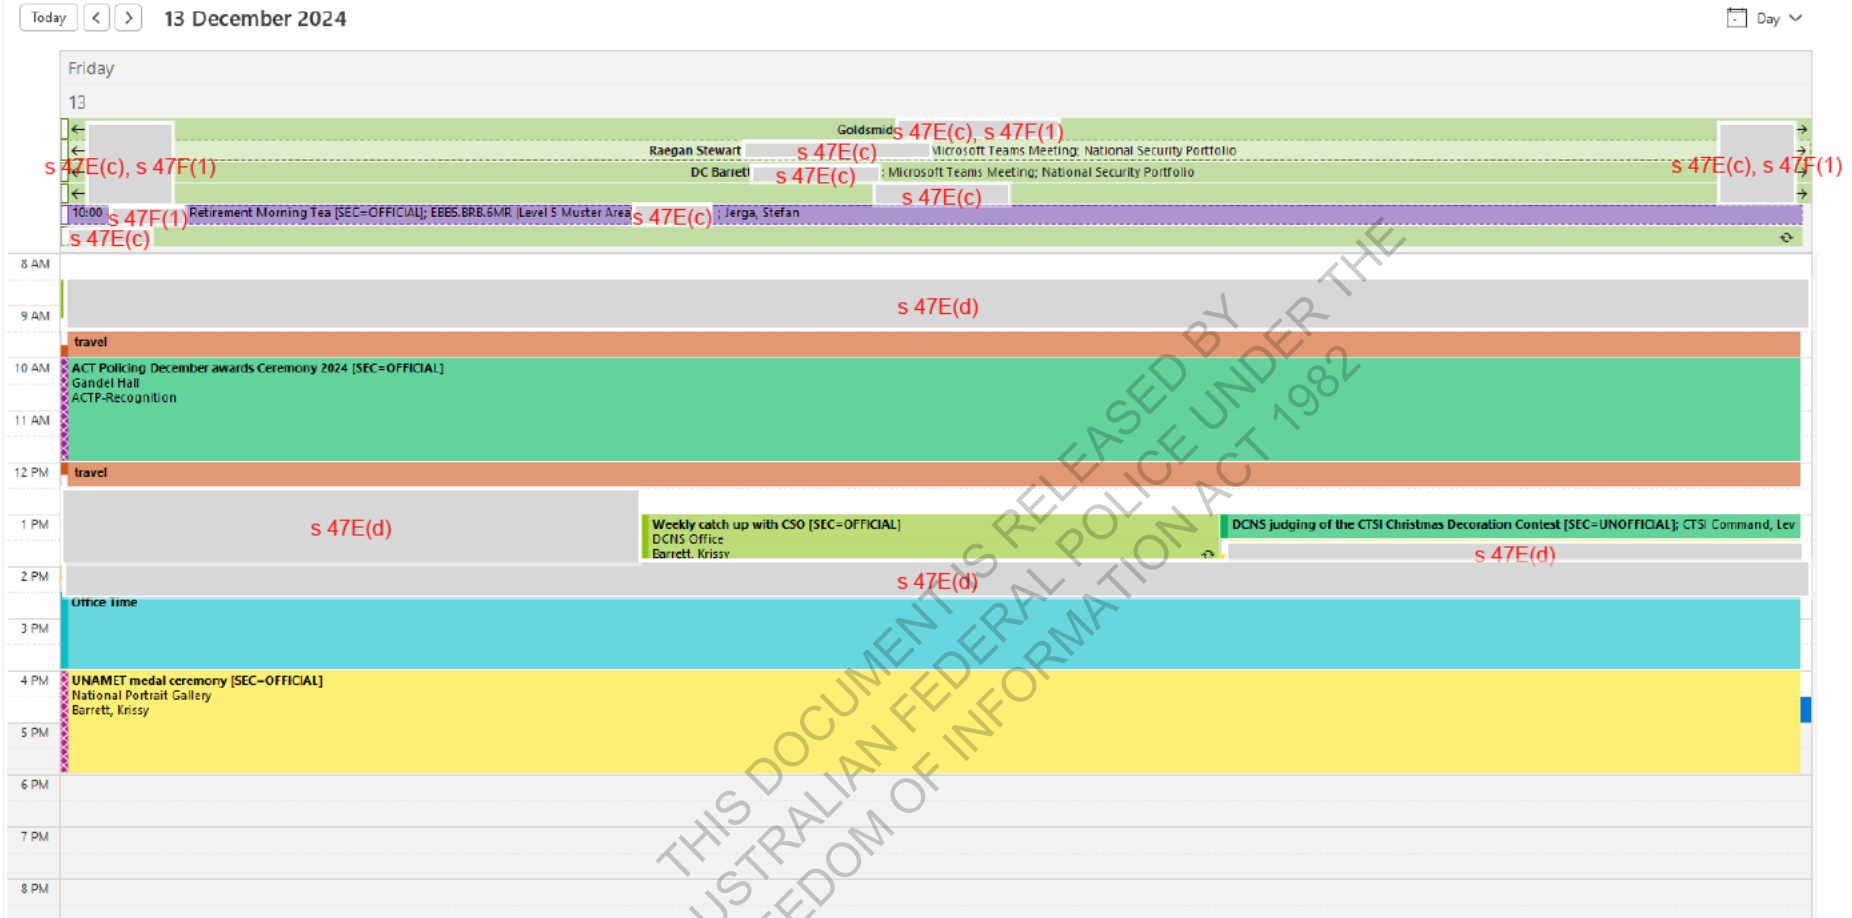 Today < > 13 December 2024 Day
Friday
13
Goldsmid s 47E(c), s 47F(1)
Raegan Stewart s 47E(c) Microsoft Teams Meeting; National Security Portfolio
s 47E(c), s 47F(1)
s 47E(c), s 47F(1)
DC Barrett s 47E(c) ; Microsoft Teams Meeting; National Security Portfolio
s 47E(c)
10:00 s 47F(1) Retirement Morning Tea [SEC=OFFICIAL]; EBBS.BRB.6MR (Level 5 Muster Area s 47E(c) ; Jerga, Stefan
s 47E(c)
8 AM
s 47E(d)
9 AM
travel
10 AM ACT Policing December awards Ceremony 2024 [SEC=OFFICIAL]
Gandel Hall
ACTP-Recognition
11 AM
12 PM travel
s 47E(d)
1 PM Weekly catch up with CSO [SEC=OFFICIAL] DCNS judging of the CTSI Christmas Decoration Contest [SEC=UNOFFICIAL]; CTSI Command, Lev
DCNS Office
Barrett, Krissy
s 47E(d)
2 PM
s 47E(d)
Office Time
3 PM
4 PM UNAMET medal ceremony [SEC=OFFICIAL]
National Portrait Gallery
Barrett, Krissy
5 PM
6 PM
7 PM
8 PM
THIS DOCUMENT IS RELEASED BY THE
AUSTRALIAN FEDERAL POLICE UNDER THE
FREEDOM OF INFORMATION ACT 1982